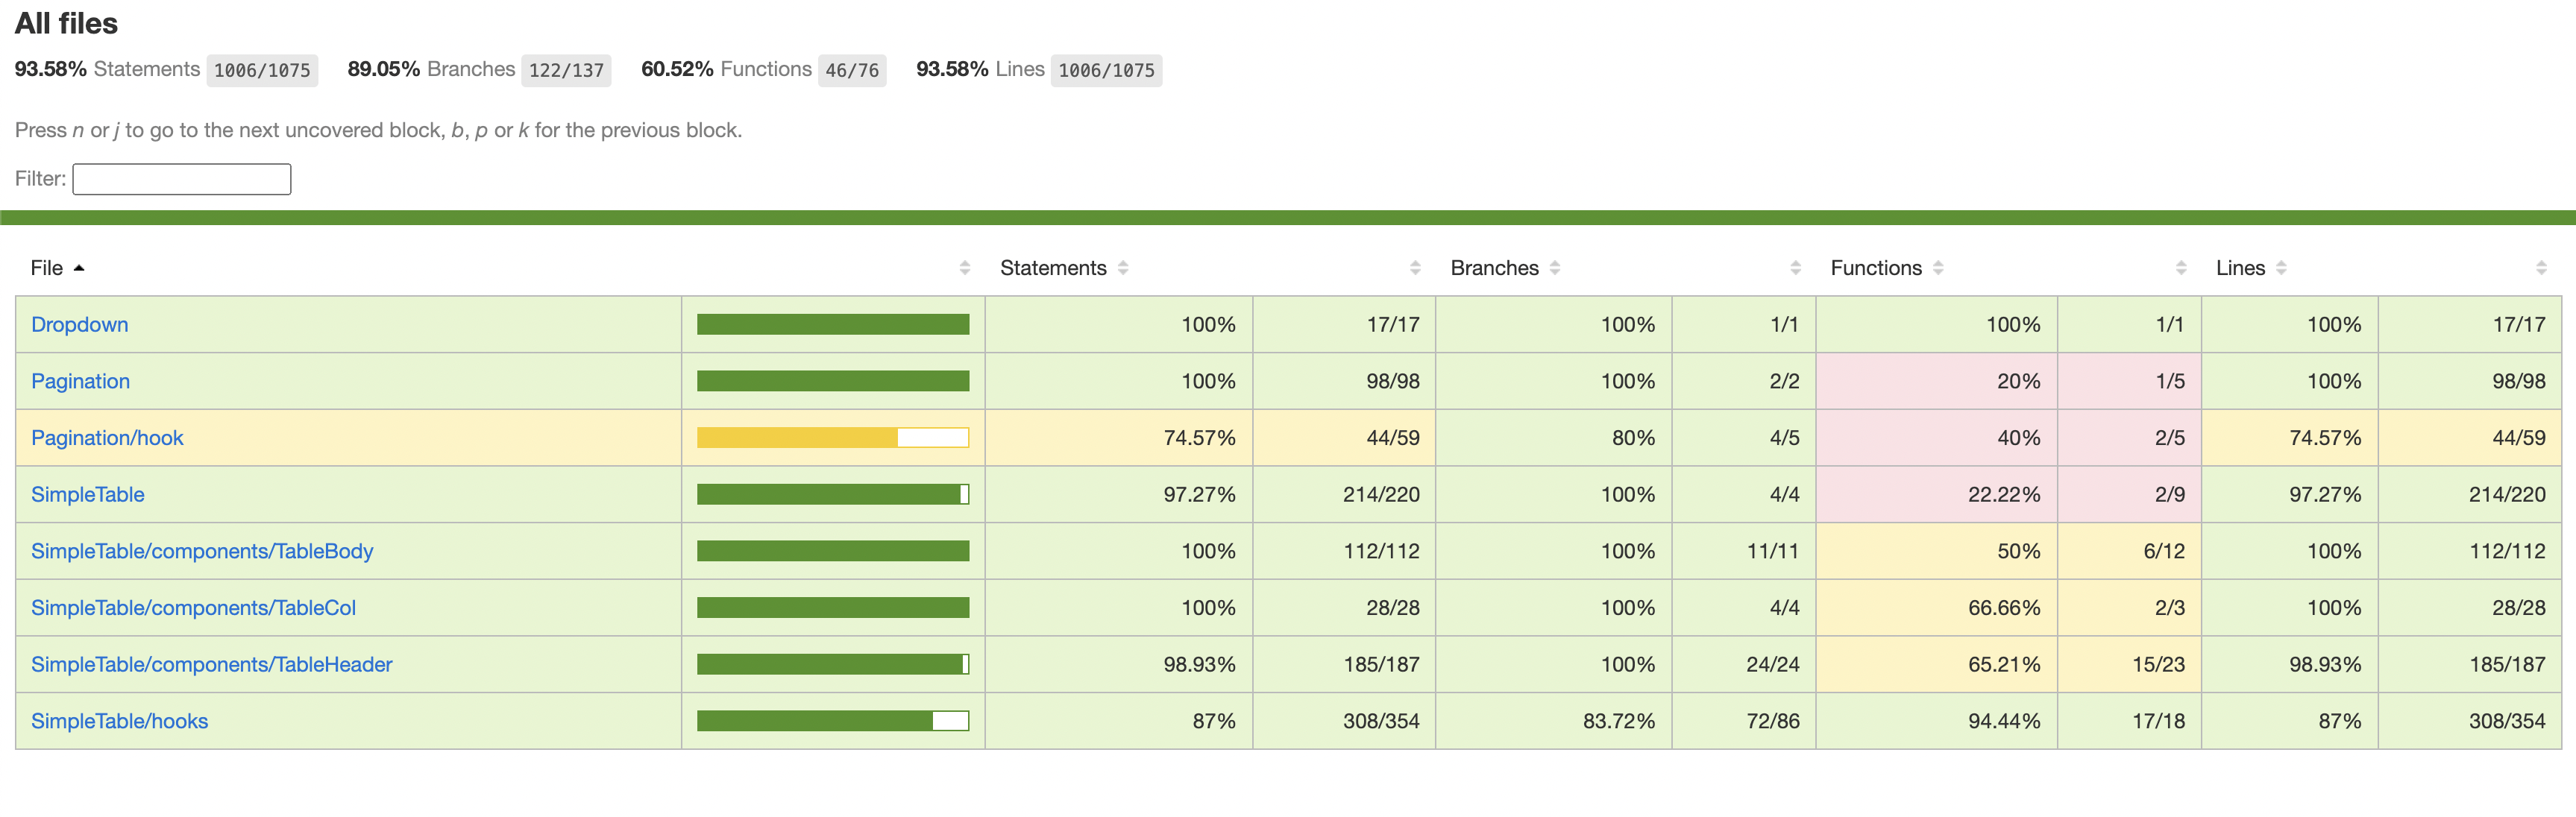 All files
93.58% Statements 1006/1075 89.05% Branches 122/137 60.52% Functions 46/76 93.58% Lines 1006/1075
Press n or j to go to the next uncovered block, b, p or k for the previous block.
Filter:
File Statements Branches Functions Lines
Dropdown 100% 17/17 100% 1/1 100% 1/1 100% 17/17
Pagination 100% 98/98 100% 2/2 20% 1/5 100% 98/98
Pagination/hook 74.57% 44/59 80% 4/5 40% 2/5 74.57% 44/59
SimpleTable 97.27% 214/220 100% 4/4 22.22% 2/9 97.27% 214/220
SimpleTable/components/TableBody 100% 112/112 100% 11/11 50% 6/12 100% 112/112
SimpleTable/components/TableCol 100% 28/28 100% 4/4 66.66% 2/3 100% 28/28
SimpleTable/components/TableHeader 98.93% 185/187 100% 24/24 65.21% 15/23 98.93% 185/187
SimpleTable/hooks 87% 308/354 83.72% 72/86 94.44% 17/18 87% 308/354